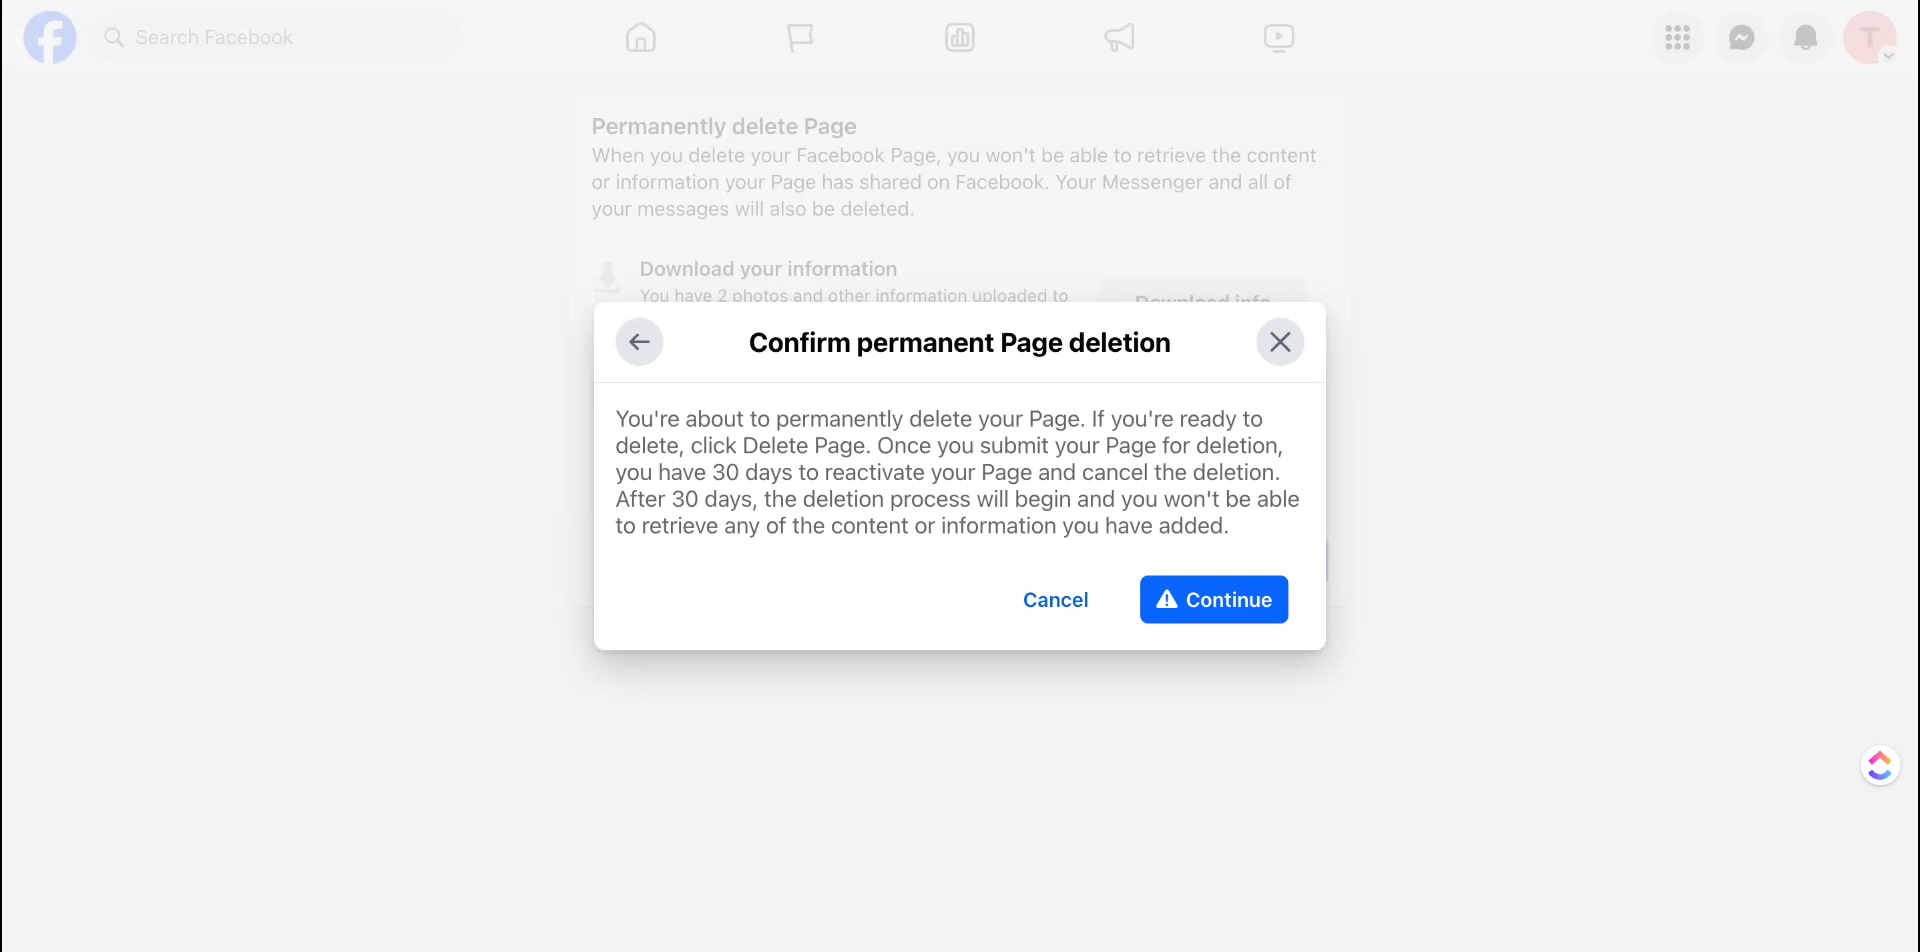 Search Facebook
T
Permanently delete Page
When you delete your Facebook Page, you won't be able to retrieve the content
or information your Page has shared on Facebook. Your Messenger and all of
your messages will also be deleted.
Download your information
You have 2 photos and other information uploaded to
Download info
Confirm permanent Page deletion
You're about to permanently delete your Page. If you're ready to
delete, click Delete Page. Once you submit your Page for deletion,
you have 30 days to reactivate your Page and cancel the deletion.
After 30 days, the deletion process will begin and you won't be able
to retrieve any of the content or information you have added.
Cancel
Continue